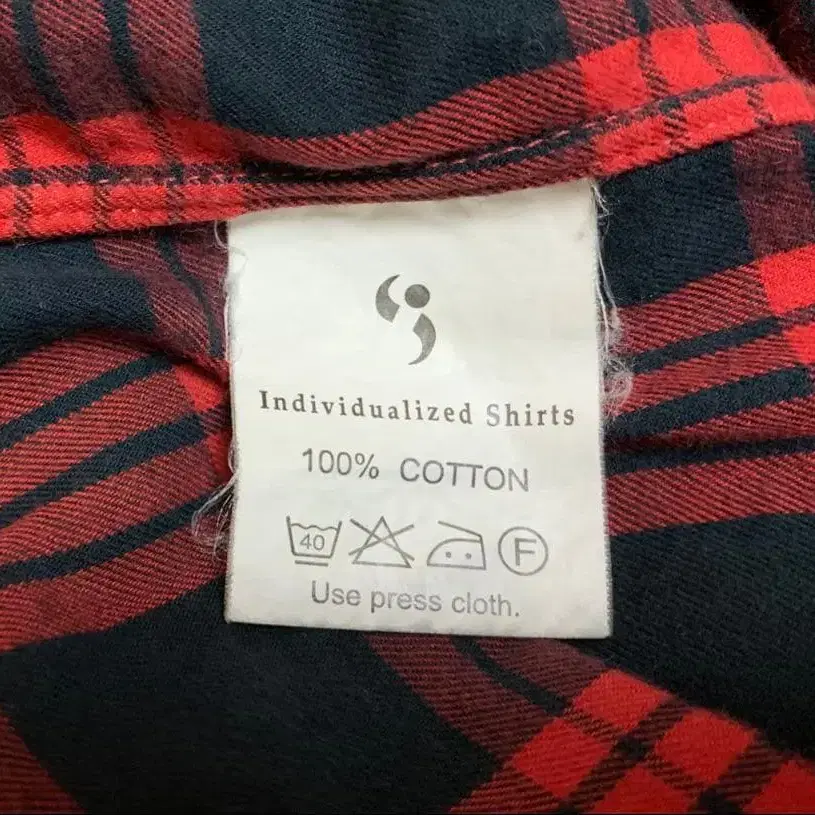 Individualized Shirts
100% COTTON
40 F
Use press cloth.